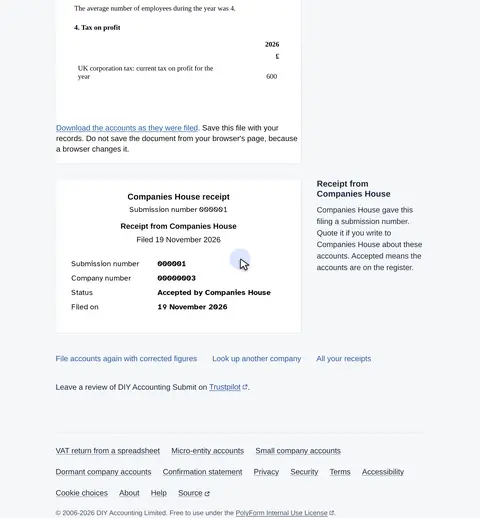 The average number of employees during the year was 4.
4. Tax on profit
2026
£
UK corporation tax: current tax on profit for the
year 600
Download the accounts as they were filed. Save this file with your
records. Do not save the document from your browser's page, because
a browser changes it.
Companies House receipt
Submission number 000001
Receipt from Companies House
Filed 19 November 2026
Submission number 000001
Company number 00000003
Status Accepted by Companies House
Filed on 19 November 2026
Receipt from
Companies House
Companies House gave this
filing a submission number.
Quote it if you write to
Companies House about these
accounts. Accepted means the
accounts are on the register.
File accounts again with corrected figures Look up another company All your receipts
Leave a review of DIY Accounting Submit on Trustpilot.
VAT return from a spreadsheet Micro-entity accounts Small company accounts
Dormant company accounts Confirmation statement Privacy Security Terms Accessibility
Cookie choices About Help Source
© 2006-2026 DIY Accounting Limited. Free to use under the PolyForm Internal Use License.